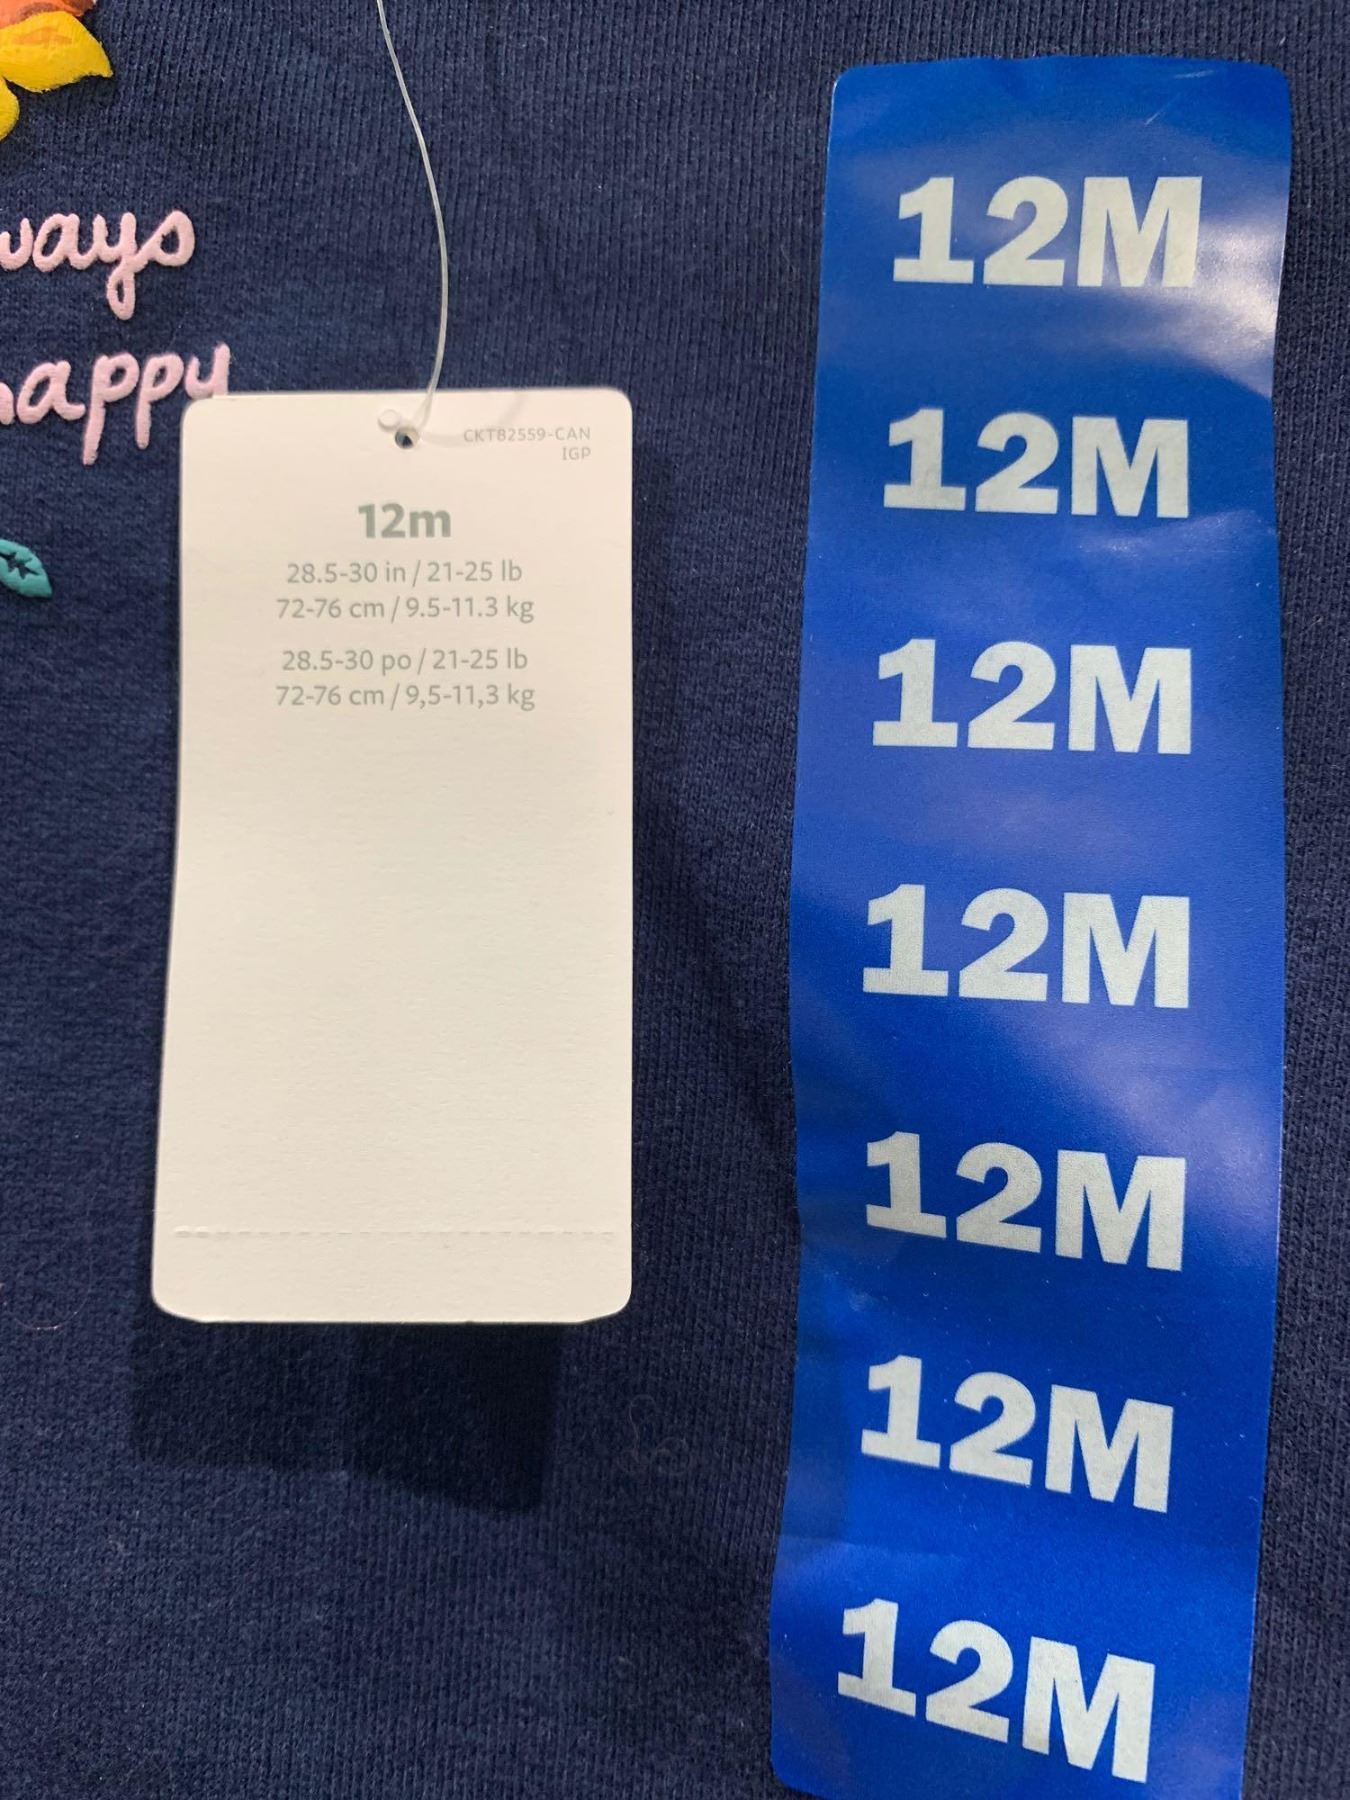 ways
happy
CKT82559-CAN
IGP
12m
28.5-30 in / 21-25 lb
72-76 cm / 9.5-11.3 kg
28.5-30 po / 21-25 lb
72-76 cm / 9,5-11,3 kg
12M
12M
12M
12M
12M
12M
12M